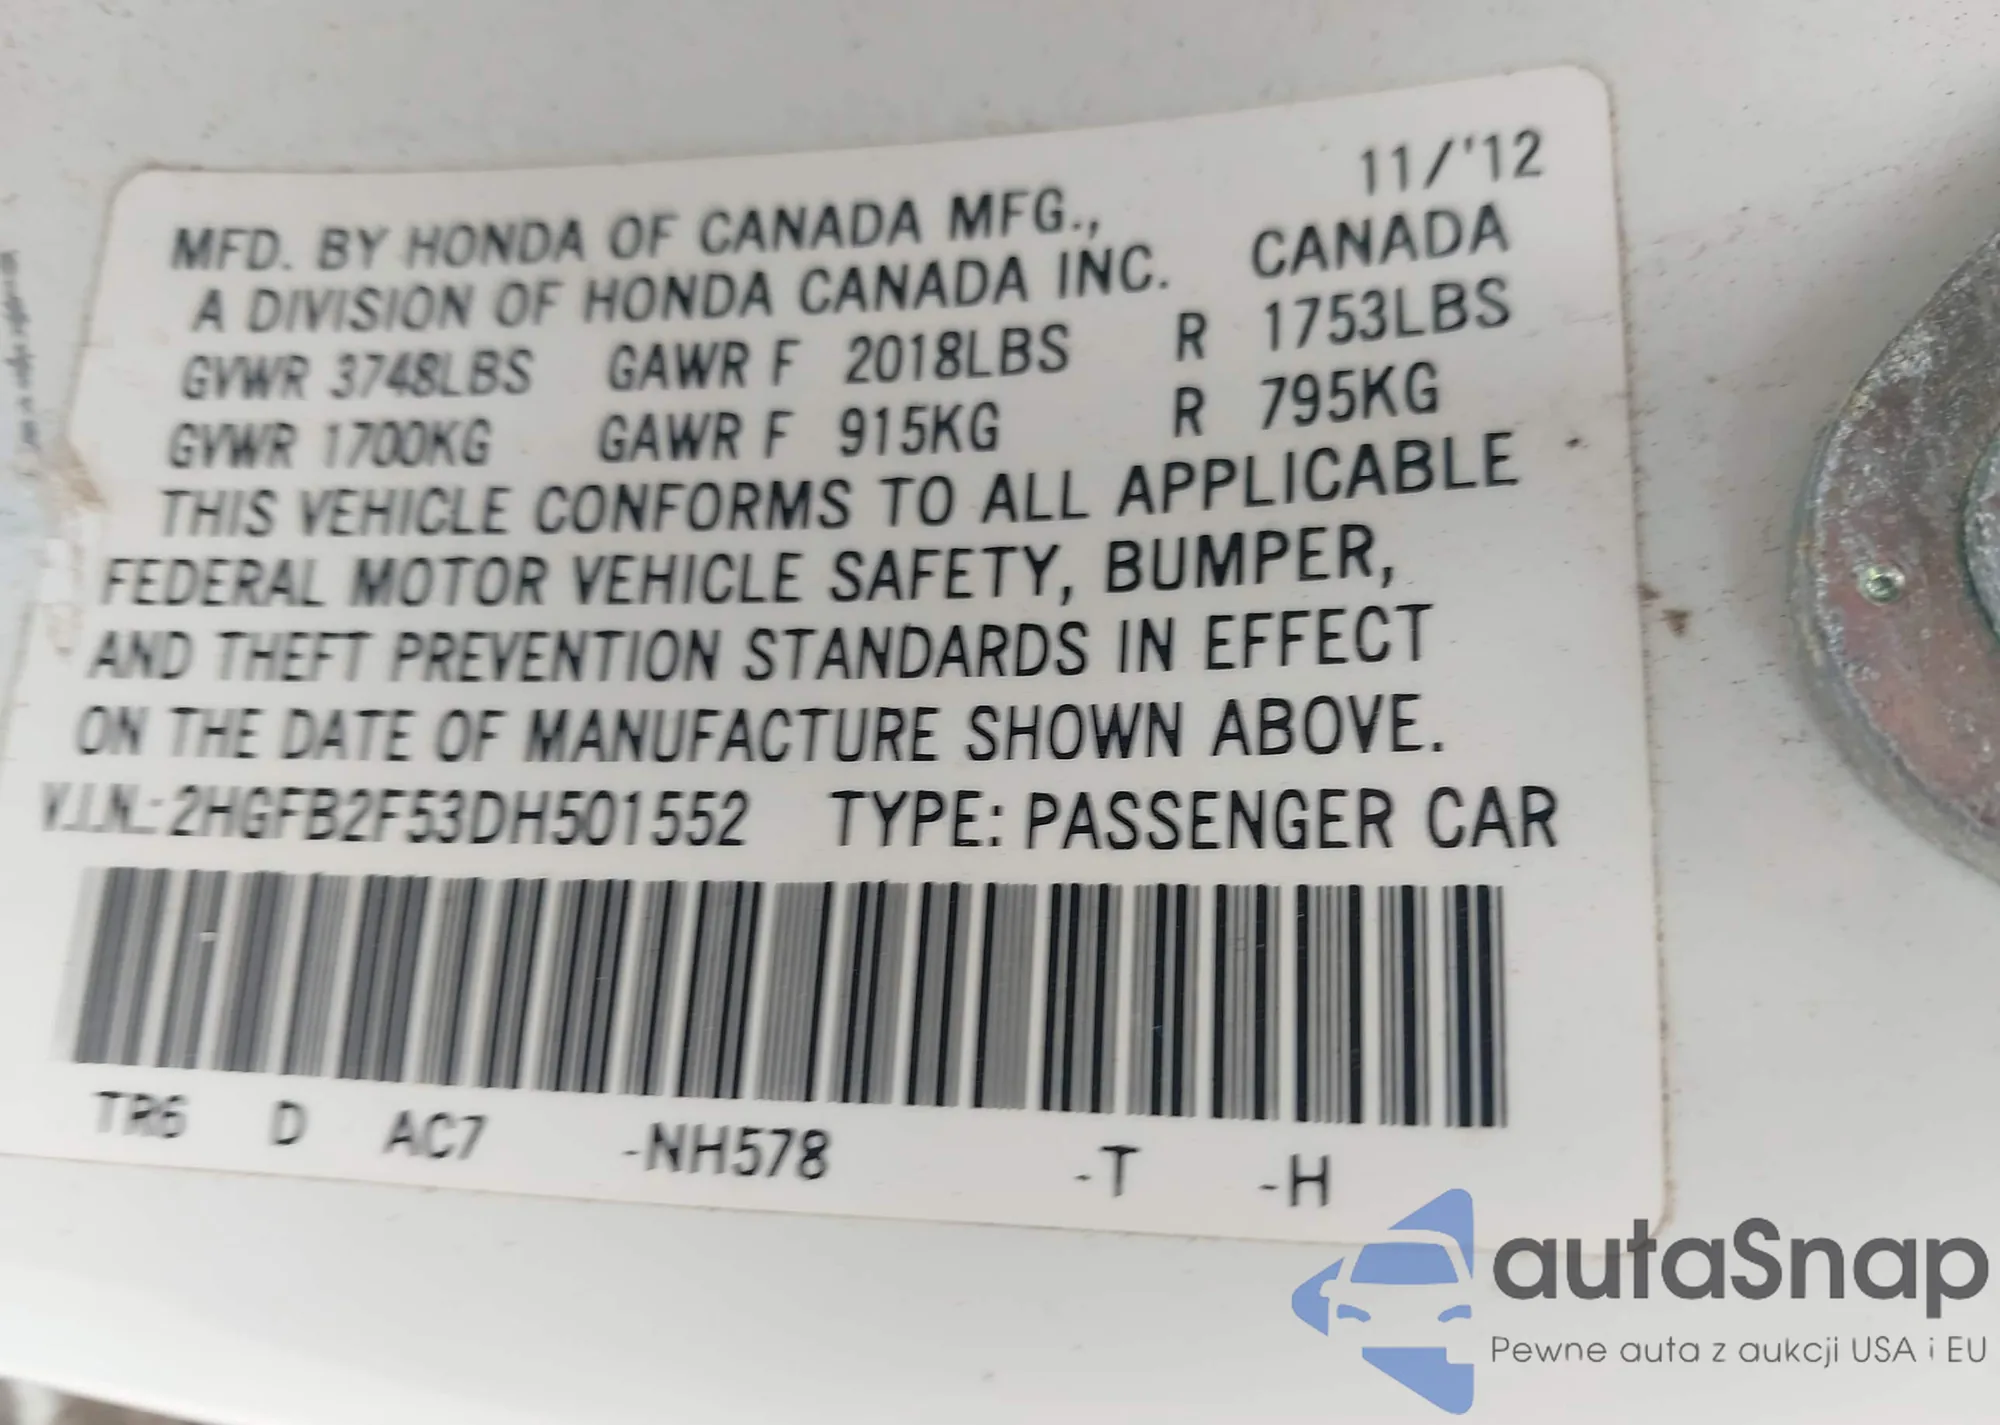 11/'12
MFD. BY HONDA OF CANADA MFG.,
A DIVISION OF HONDA CANADA INC. CANADA
GVWR 3748LBS GAWR F 2018LBS R 1753LBS
GVWR 1700KG GAWR F 915KG R 795KG
THIS VEHICLE CONFORMS TO ALL APPLICABLE
FEDERAL MOTOR VEHICLE SAFETY, BUMPER,
AND THEFT PREVENTION STANDARDS IN EFFECT
ON THE DATE OF MANUFACTURE SHOWN ABOVE.
V.I.N.: 2HGFB2F53DH501552 TYPE: PASSENGER CAR
TR6 D AC7 -NH578 -T -H
autaSnap
Pewne auta z aukcji USA i EU